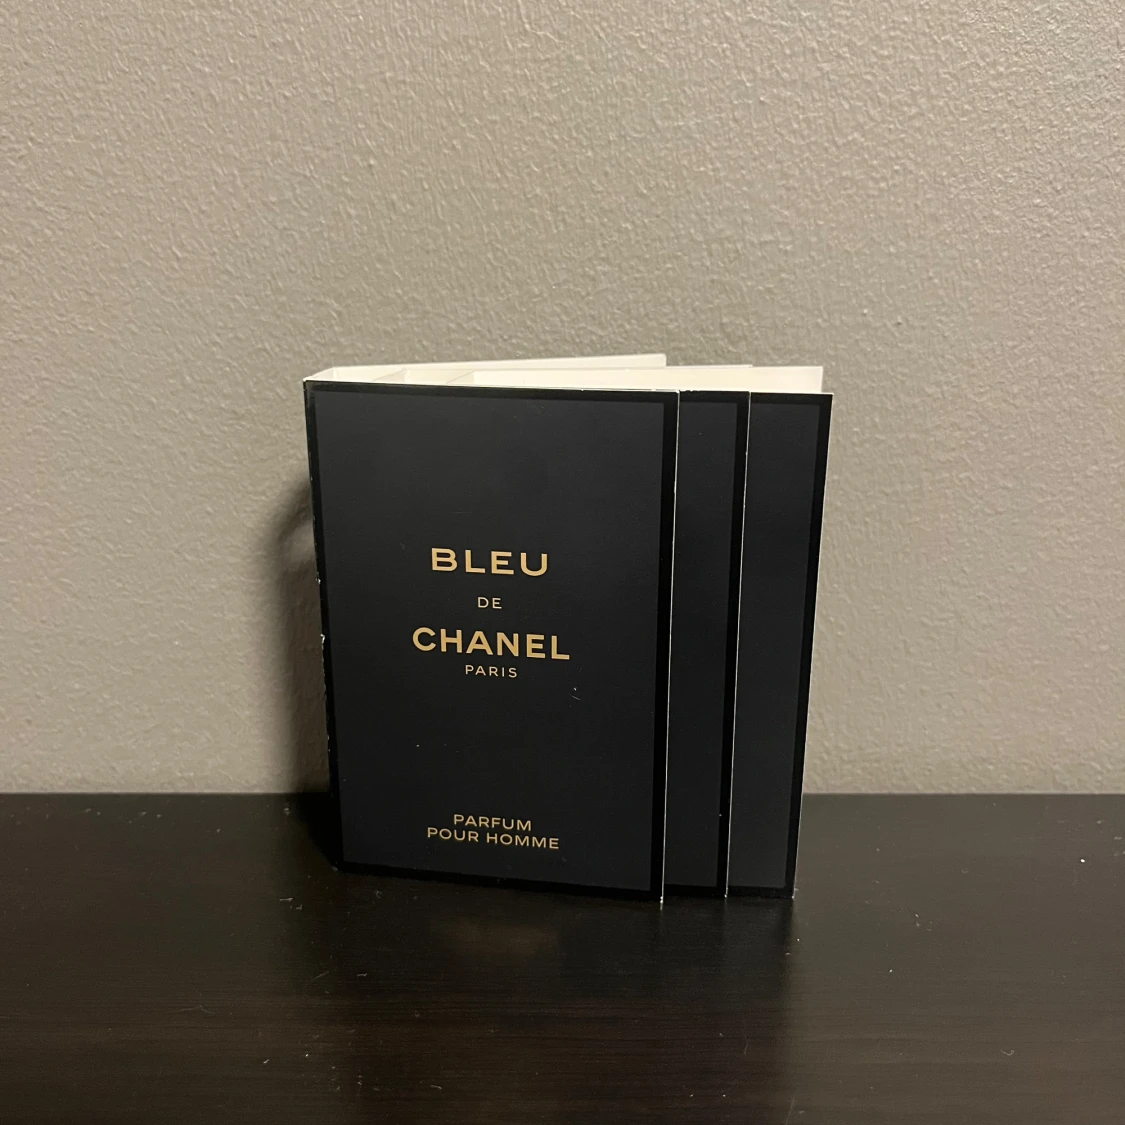 BLEU
DE
CHANEL
PARIS
PARFUM
POUR HOMME